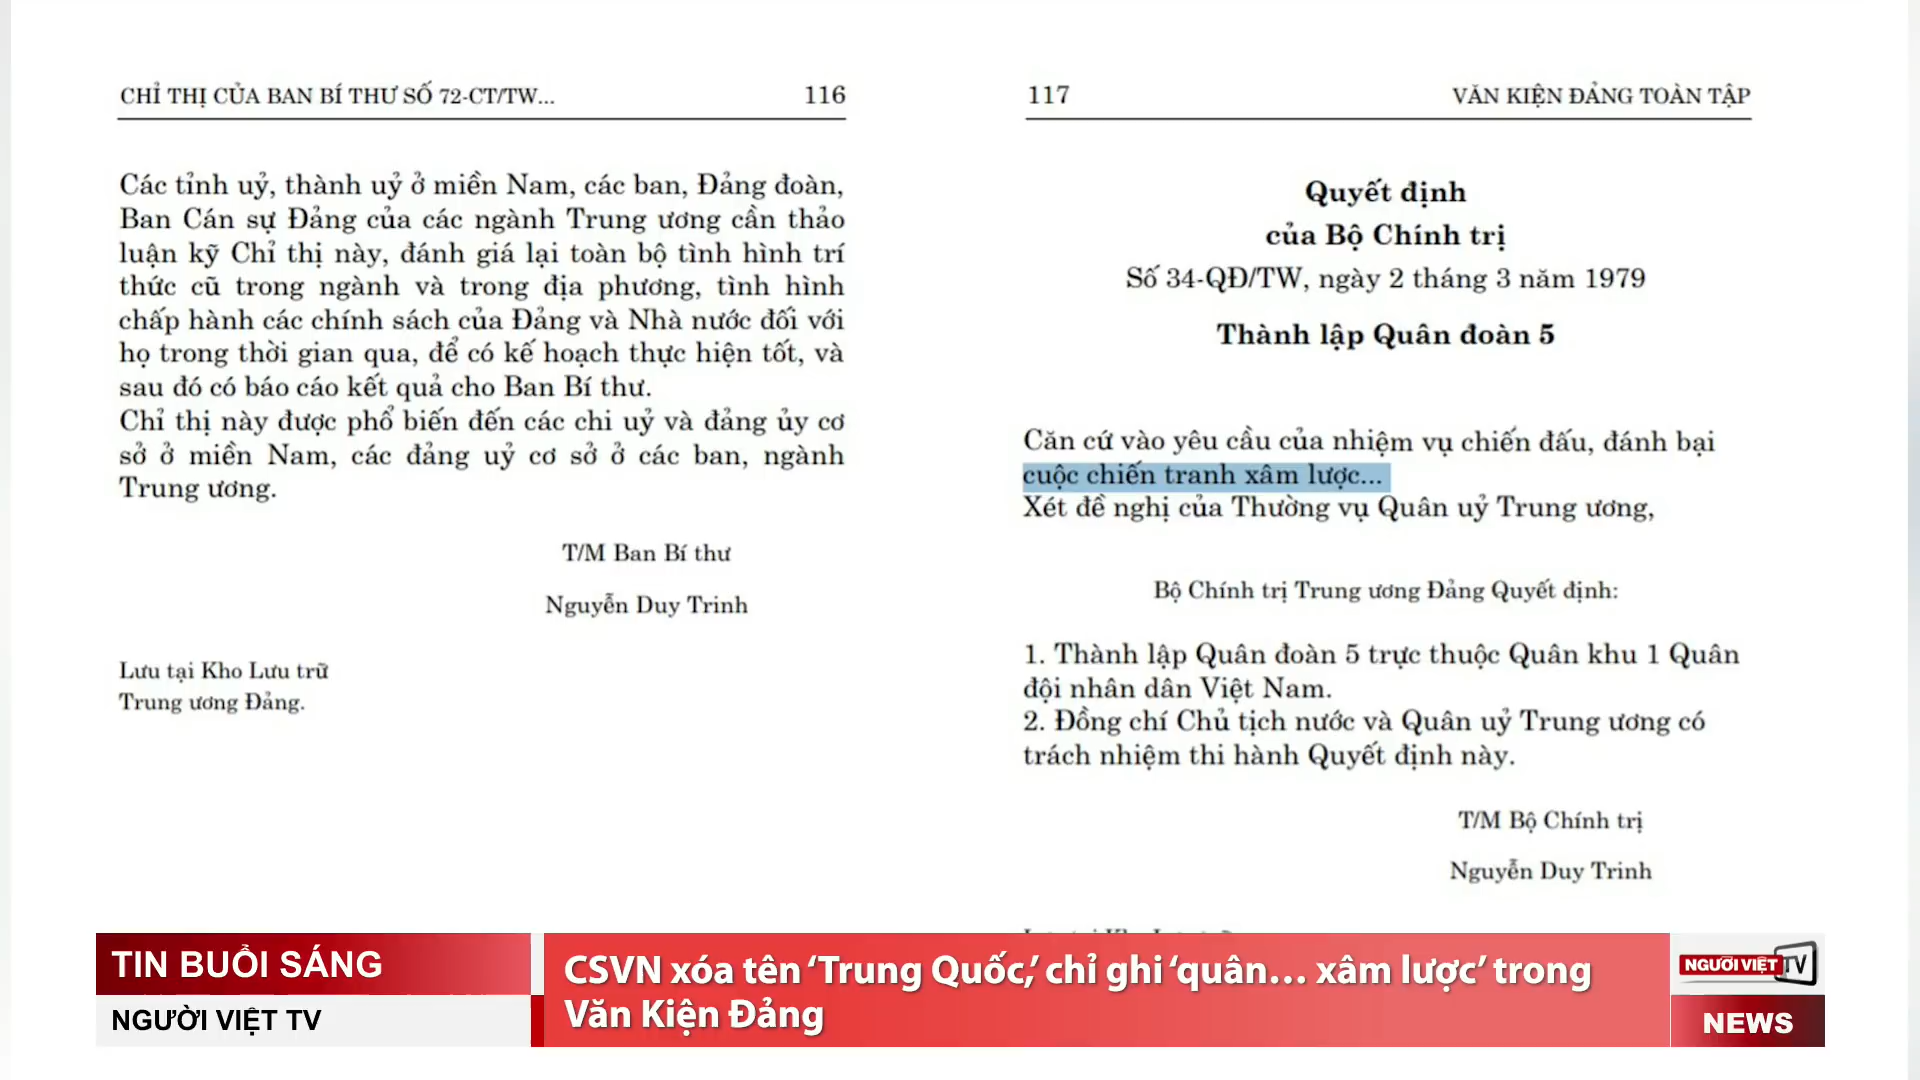 CHỈ THỊ CỦA BAN BÍ THƯ SỐ 72-CT/TW... 116
Các tỉnh uỷ, thành uỷ ở miền Nam, các ban, Đảng đoàn,
Ban Cán sự Đảng của các ngành Trung ương cần thảo
luận kỹ Chỉ thị này, đánh giá lại toàn bộ tình hình trí
thức cũ trong ngành và trong địa phương, tình hình
chấp hành các chính sách của Đảng và Nhà nước đối với
họ trong thời gian qua, để có kế hoạch thực hiện tốt, và
sau đó có báo cáo kết quả cho Ban Bí thư.
Chỉ thị này được phổ biến đến các chi uỷ và đảng ủy cơ
sở ở miền Nam, các đảng uỷ cơ sở ở các ban, ngành
Trung ương.
T/M Ban Bí thư
Nguyễn Duy Trinh
Lưu tại Kho Lưu trữ
Trung ương Đảng.
117 VĂN KIỆN ĐẢNG TOÀN TẬP
Quyết định
của Bộ Chính trị
Số 34-QĐ/TW, ngày 2 tháng 3 năm 1979
Thành lập Quân đoàn 5
Căn cứ vào yêu cầu của nhiệm vụ chiến đấu, đánh bại
cuộc chiến tranh xâm lược...
Xét đề nghị của Thường vụ Quân uỷ Trung ương,
Bộ Chính trị Trung ương Đảng Quyết định:
1. Thành lập Quân đoàn 5 trực thuộc Quân khu 1 Quân
đội nhân dân Việt Nam.
2. Đồng chí Chủ tịch nước và Quân uỷ Trung ương có
trách nhiệm thi hành Quyết định này.
T/M Bộ Chính trị
Nguyễn Duy Trinh
TIN BUỔI SÁNG
NGƯỜI VIỆT TV
CSVN xóa tên ‘Trung Quốc,’ chỉ ghi ‘quân… xâm lược’ trong
Văn Kiện Đảng
NGƯỜI VIỆT TV
NEWS